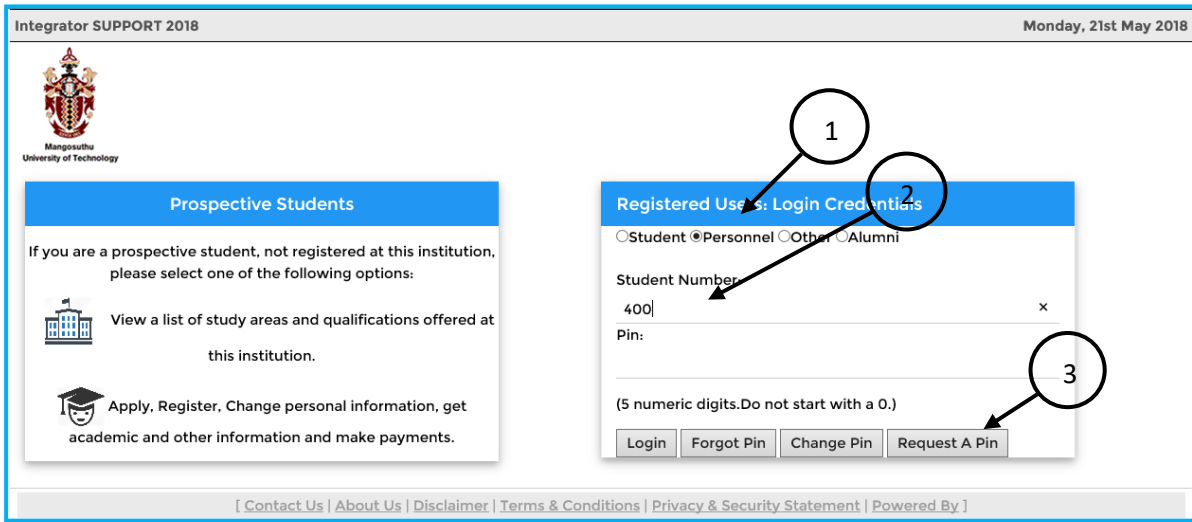 Integrator SUPPORT 2018 Monday, 21st May 2018
Mangosuthu
University of Technology
Prospective Students
If you are a prospective student, not registered at this institution,
please select one of the following options:
View a list of study areas and qualifications offered at
this institution.
Apply, Register, Change personal information, get
academic and other information and make payments.
1
2
Registered Users: Login Credentials
Student Personnel Other Alumni
Student Number:
400 ×
Pin:
3
(5 numeric digits.Do not start with a 0.)
Login Forgot Pin Change Pin Request A Pin
[ Contact Us | About Us | Disclaimer | Terms & Conditions | Privacy & Security Statement | Powered By ]